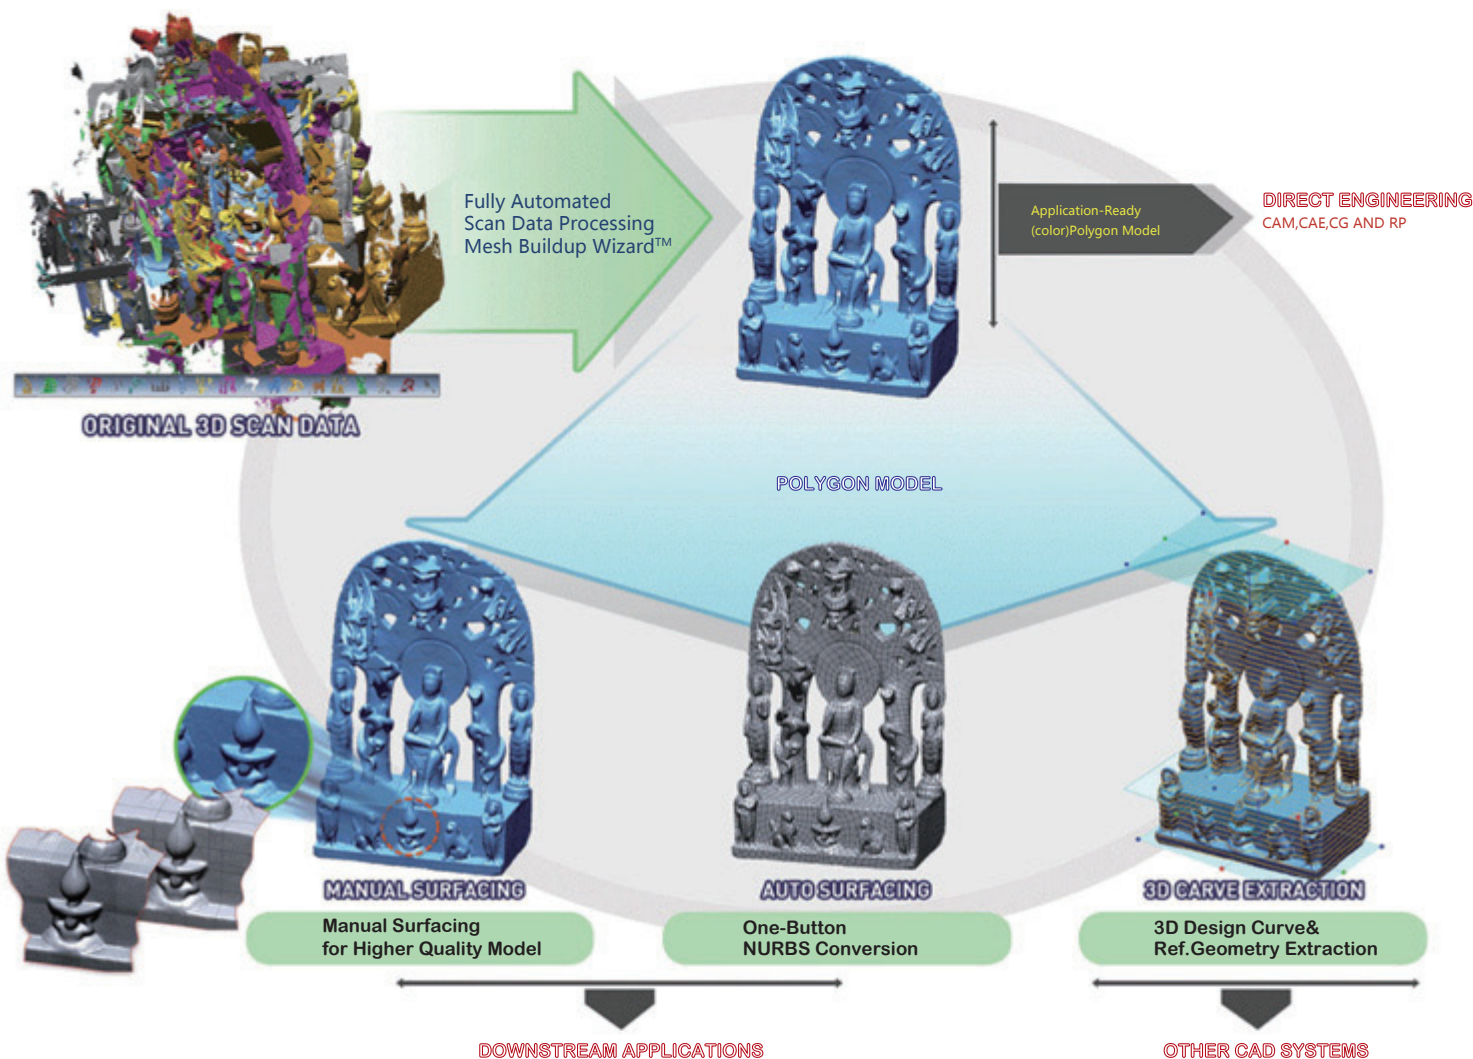 Fully Automated
Scan Data Processing
Mesh Buildup Wizard™
Application-Ready
(color)Polygon Model
DIRECT ENGINEERING
CAM,CAE,CG AND RP
ORIGINAL 3D SCAN DATA
POLYGON MODEL
MANUAL SURFACING
AUTO SURFACING
3D CARVE EXTRACTION
Manual Surfacing
for Higher Quality Model
One-Button
NURBS Conversion
3D Design Curve&
Ref.Geometry Extraction
DOWNSTREAM APPLICATIONS
OTHER CAD SYSTEMS